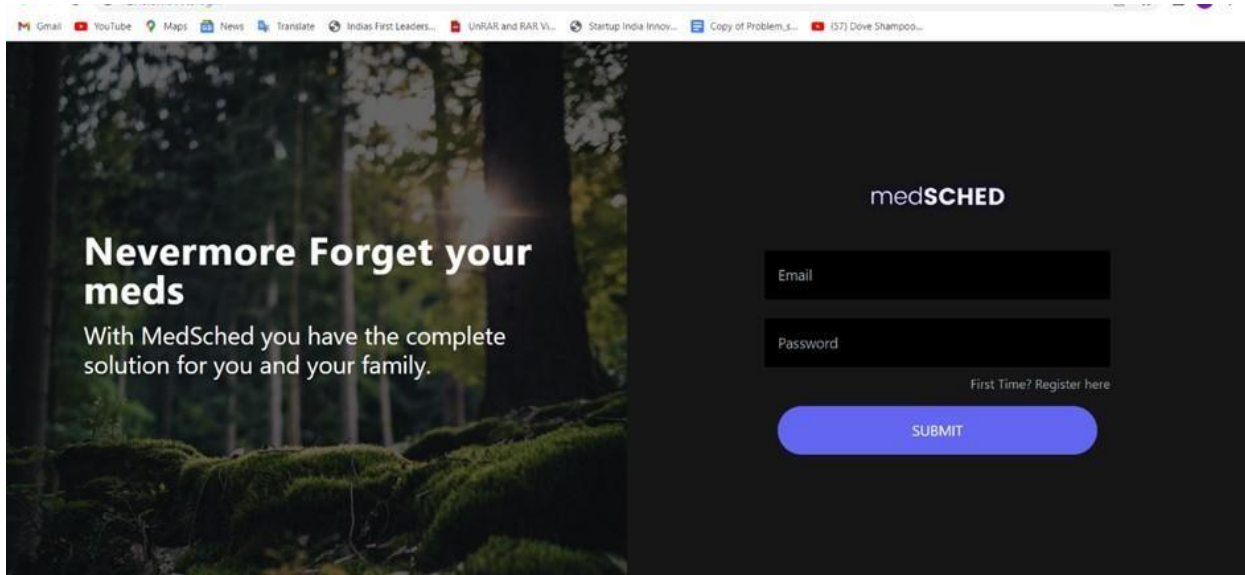 Gmail YouTube Maps News Translate Indias First Leaders... UnRAR and RAR Vi... Startup India Innov... Copy of Problem_s... (57) Dove Shampoo...
medSCHED
Nevermore Forget your
meds
With MedSched you have the complete
solution for you and your family.
Email
Password
First Time? Register here
SUBMIT